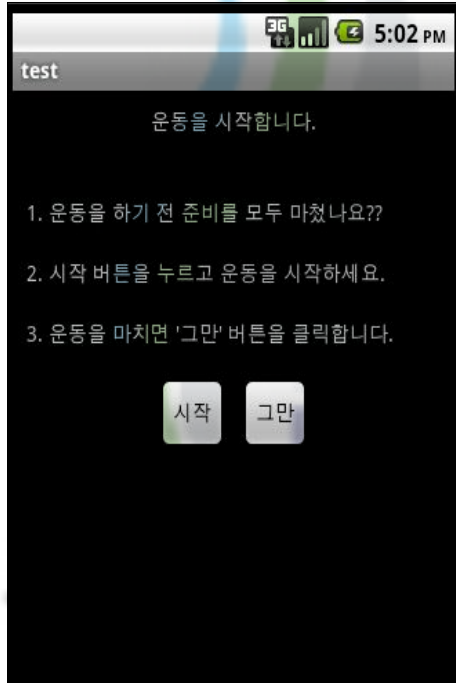 3G 5:02 PM
test
운동을 시작합니다.
1. 운동을 하기 전 준비를 모두 마쳤나요??
2. 시작 버튼을 누르고 운동을 시작하세요.
3. 운동을 마치면 '그만' 버튼을 클릭합니다.
시작 그만